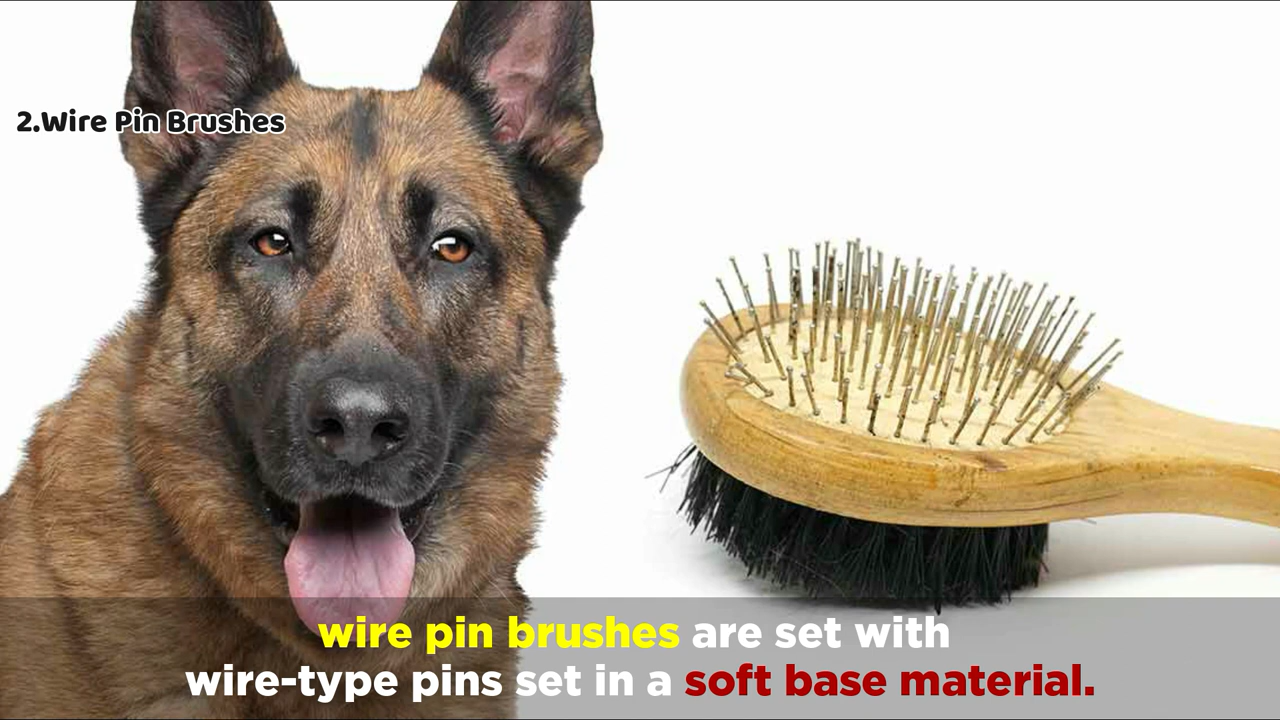 2.Wire Pin Brushes
wire pin brushes are set with
wire-type pins set in a soft base material.